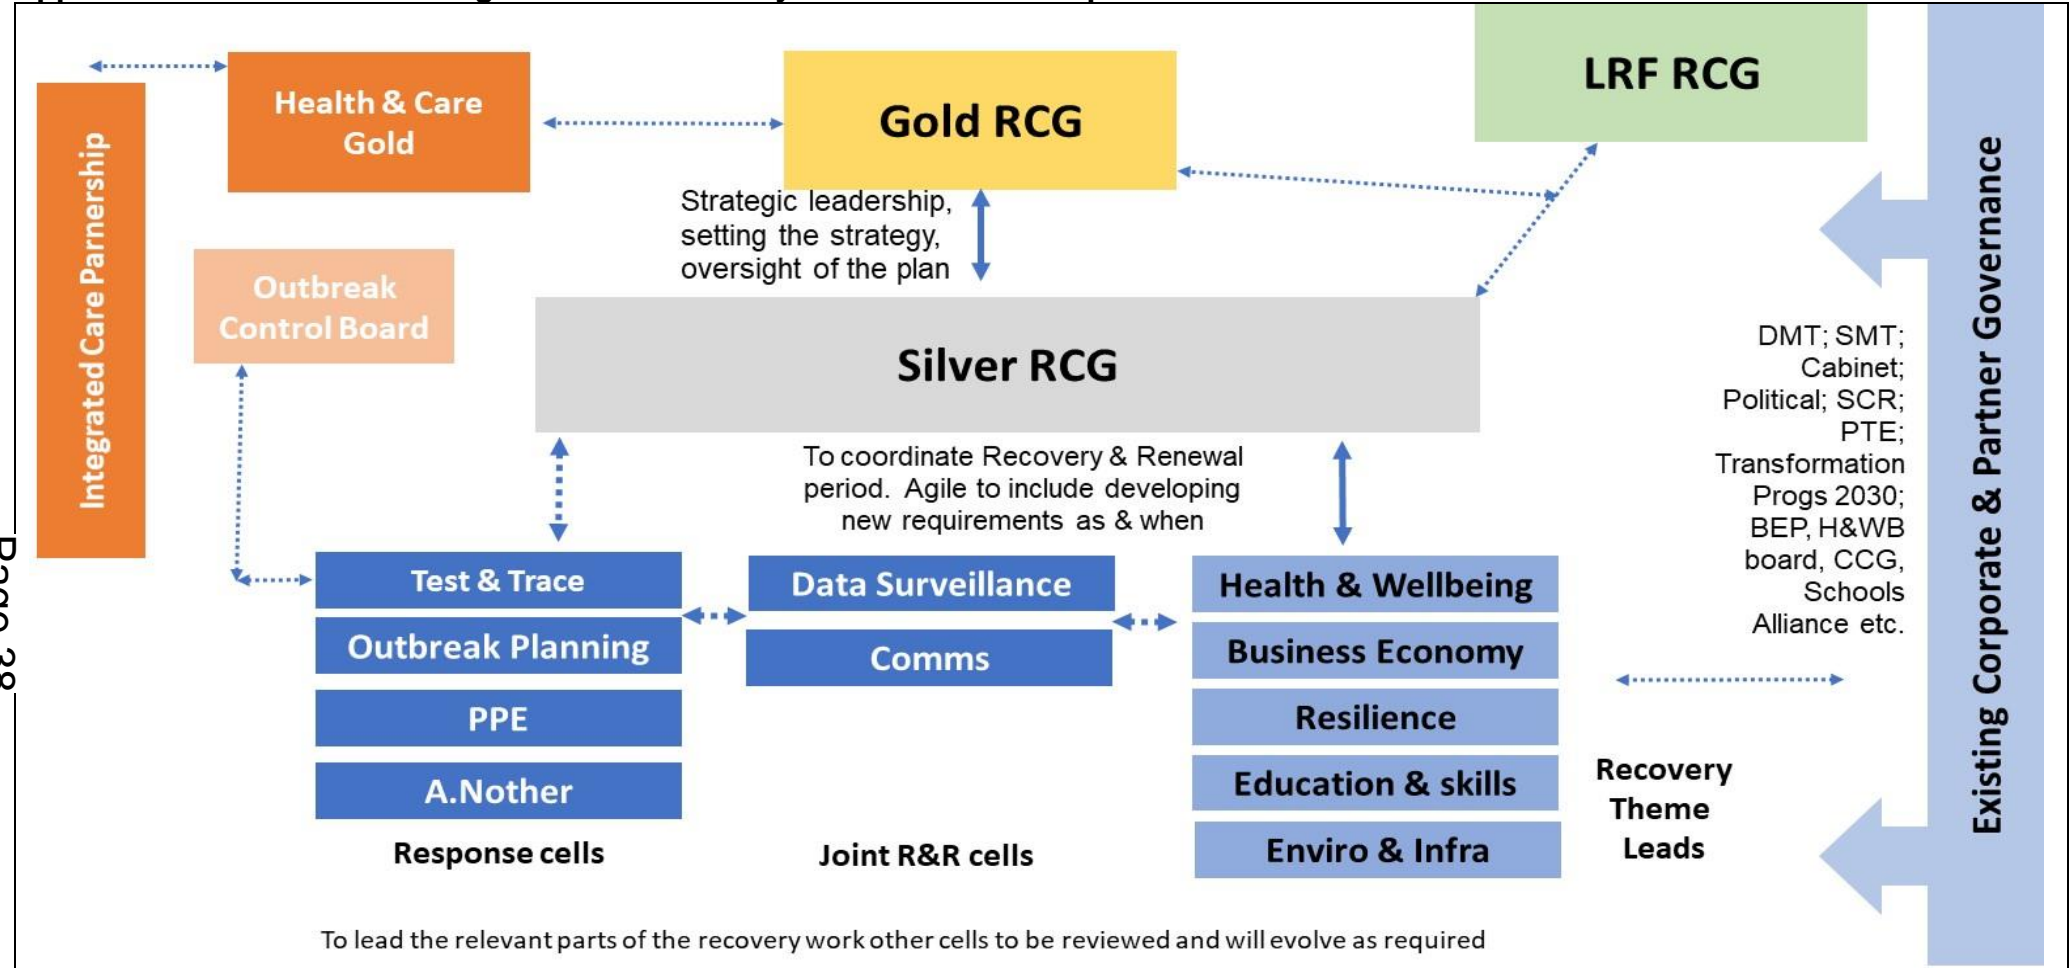 Health & Care
Gold
Gold RCG
LRF RCG
Integrated Care Parnership
Strategic leadership,
setting the strategy,
oversight of the plan
Outbreak
Control Board
Silver RCG
To coordinate Recovery & Renewal
period. Agile to include developing
new requirements as & when
Test & Trace
Outbreak Planning
PPE
A.Nother
Response cells
Data Surveillance
Comms
Joint R&R cells
Health & Wellbeing
Business Economy
Resilience
Education & skills
Enviro & Infra
Recovery
Theme
Leads
DMT; SMT;
Cabinet;
Political; SCR;
PTE;
Transformation
Progs 2030;
BEP, H&WB
board, CCG,
Schools
Alliance etc.
Existing Corporate & Partner Governance
To lead the relevant parts of the recovery work other cells to be reviewed and will evolve as required
Page 38